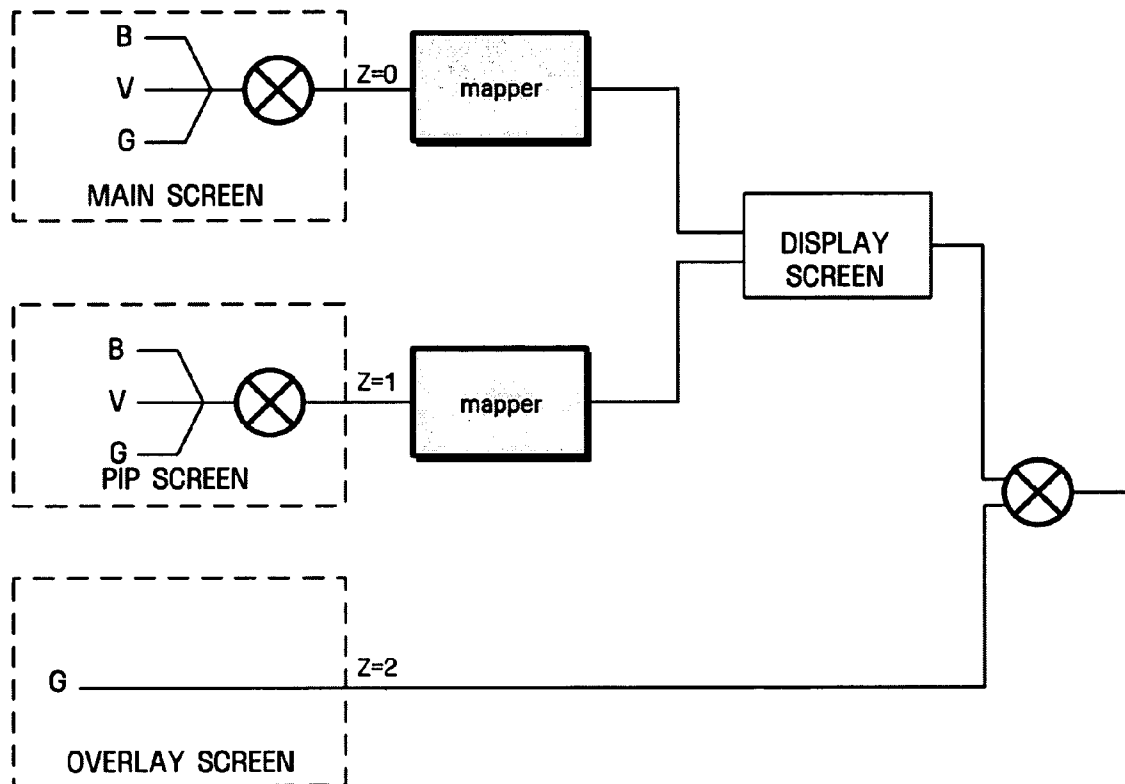 B
V
G
Z=0
mapper
MAIN SCREEN
DISPLAY
SCREEN
B
V
G
Z=1
mapper
PIP SCREEN
G
Z=2
OVERLAY SCREEN